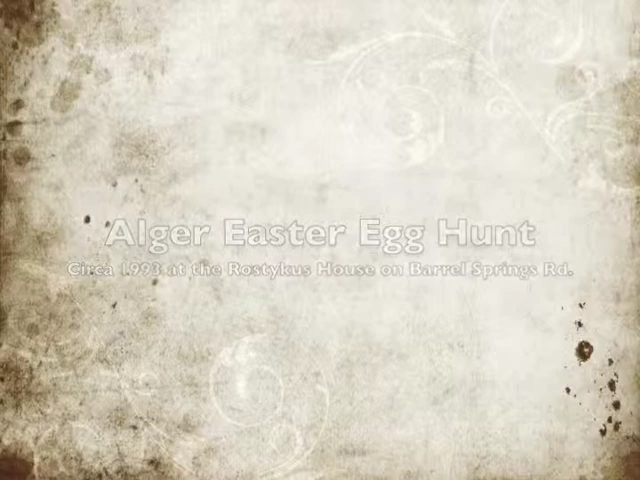 Alger Easter Egg Hunt
Circa 1993 at the Rostykus House on Barrel Springs Rd.